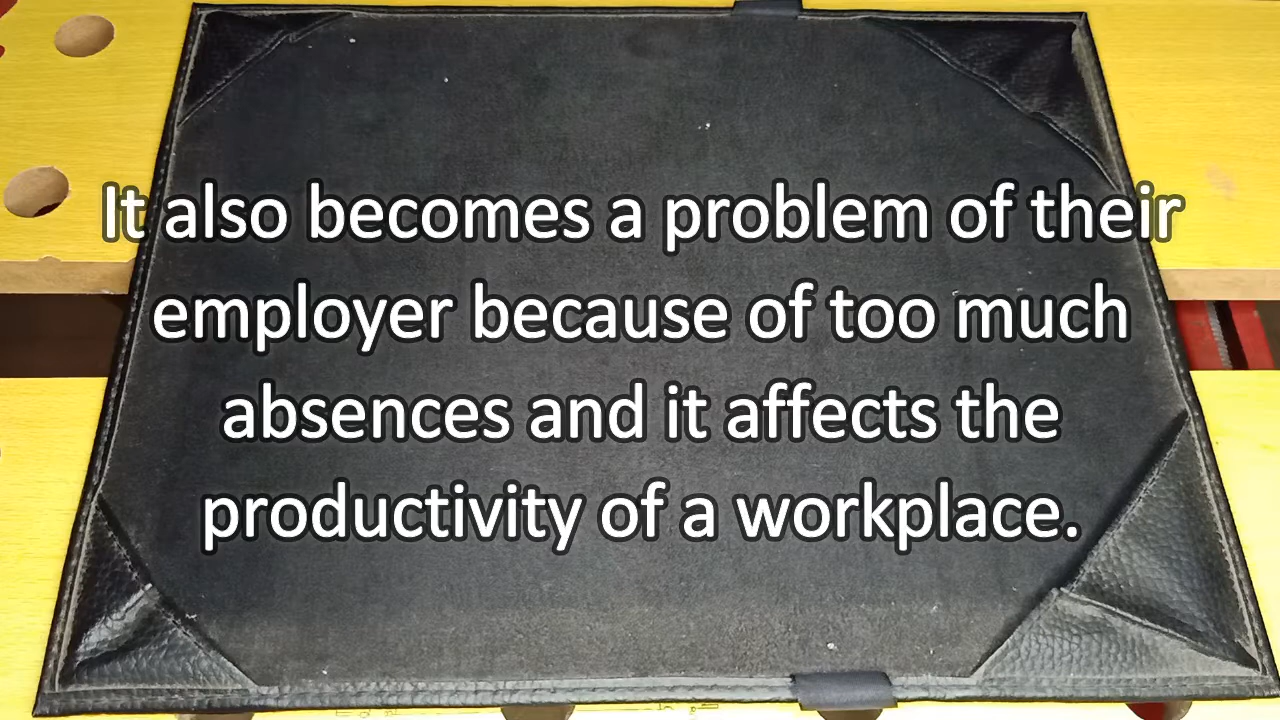 It also becomes a problem of their
employer because of too much
absences and it affects the
productivity of a workplace.